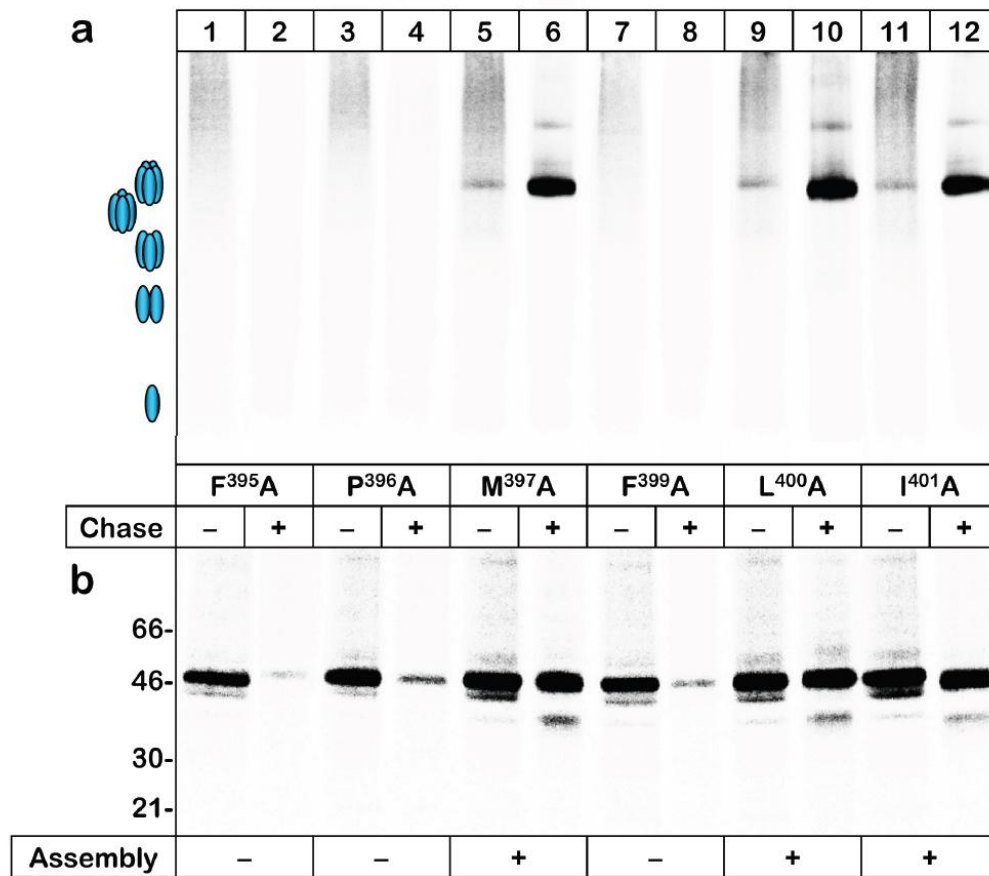 a 1 2 3 4 5 6 7 8 9 10 11 12
F³⁹⁵A P³⁹⁶A M³⁹⁷A F³⁹⁹A L⁴⁰⁰A I⁴⁰¹A
Chase – + – + – + – + – + – +
b
66-
46-
30-
21-
Assembly – – + – + +